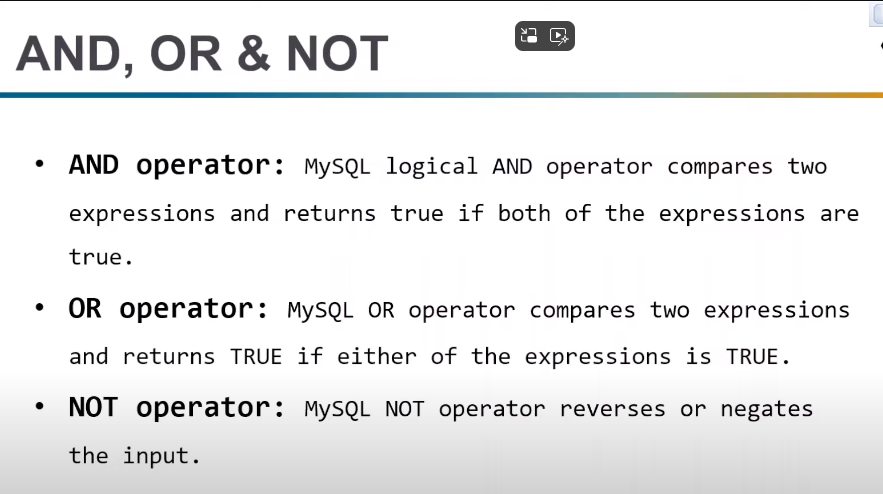 AND, OR & NOT
• AND operator: MySQL logical AND operator compares two
expressions and returns true if both of the expressions are
true.
• OR operator: MySQL OR operator compares two expressions
and returns TRUE if either of the expressions is TRUE.
• NOT operator: MySQL NOT operator reverses or negates
the input.